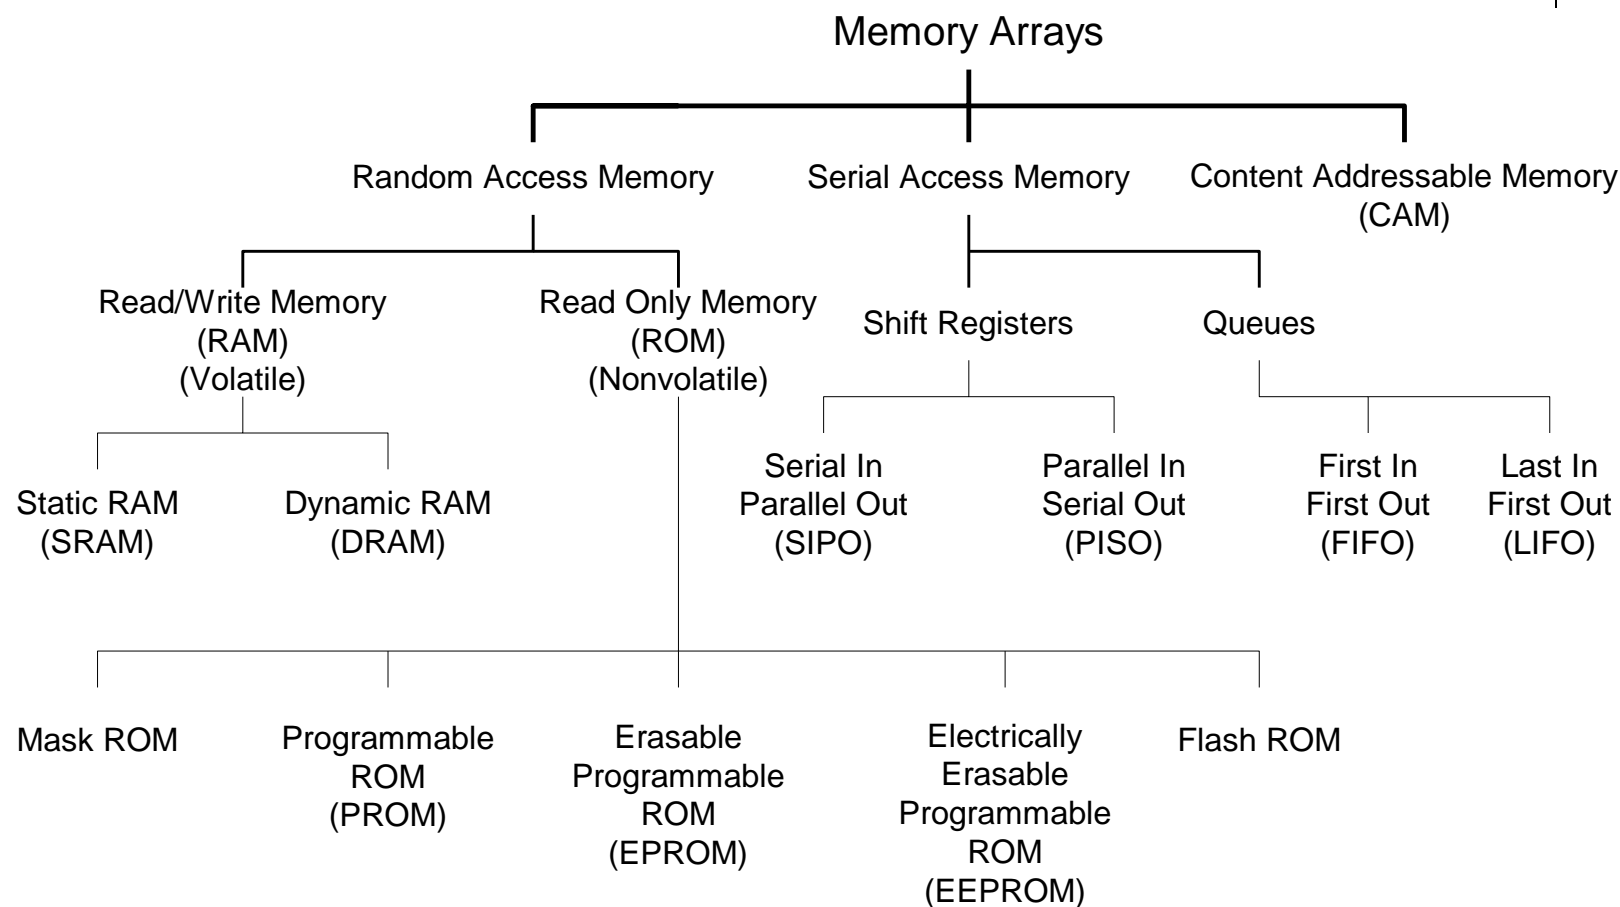 Memory Arrays
Random Access Memory
Serial Access Memory
Content Addressable Memory
(CAM)
Read/Write Memory
(RAM)
(Volatile)
Read Only Memory
(ROM)
(Nonvolatile)
Shift Registers
Queues
Static RAM
(SRAM)
Dynamic RAM
(DRAM)
Serial In
Parallel Out
(SIPO)
Parallel In
Serial Out
(PISO)
First In
First Out
(FIFO)
Last In
First Out
(LIFO)
Mask ROM
Programmable
ROM
(PROM)
Erasable
Programmable
ROM
(EPROM)
Electrically
Erasable
Programmable
ROM
(EEPROM)
Flash ROM